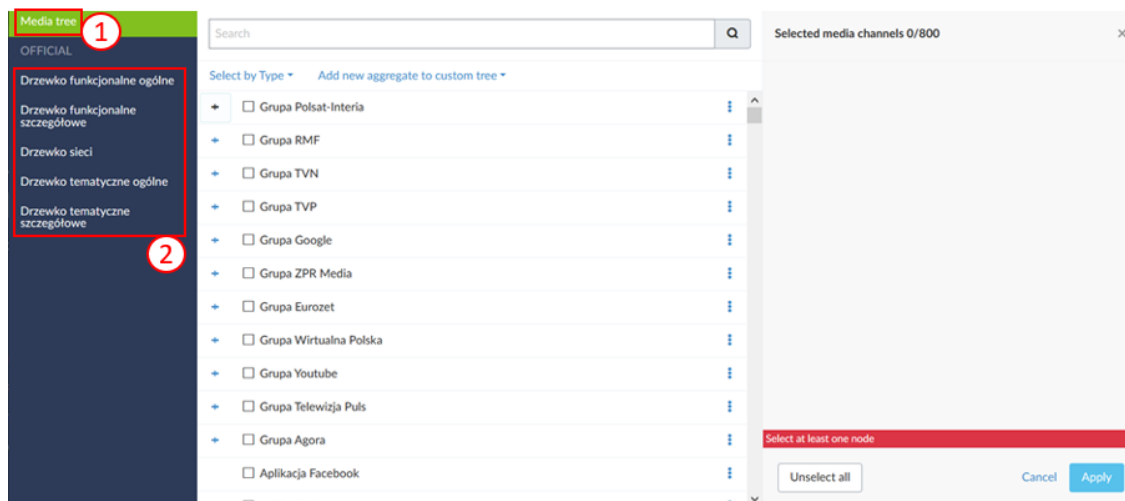 Media tree
1
OFFICIAL
Drzewko funkcjonalne ogólne
Drzewko funkcjonalne
szczegółowe
Drzewko sieci
Drzewko tematyczne ogólne
Drzewko tematyczne
szczegółowe
2
Search
Select by Type
Add new aggregate to custom tree
Grupa Polsat-Interia
Grupa RMF
Grupa TVN
Grupa TVP
Grupa Google
Grupa ZPR Media
Grupa Eurozet
Grupa Wirtualna Polska
Grupa Youtube
Grupa Telewizja Puls
Grupa Agora
Aplikacja Facebook
Selected media channels 0/800
Select at least one node
Unselect all
Cancel
Apply